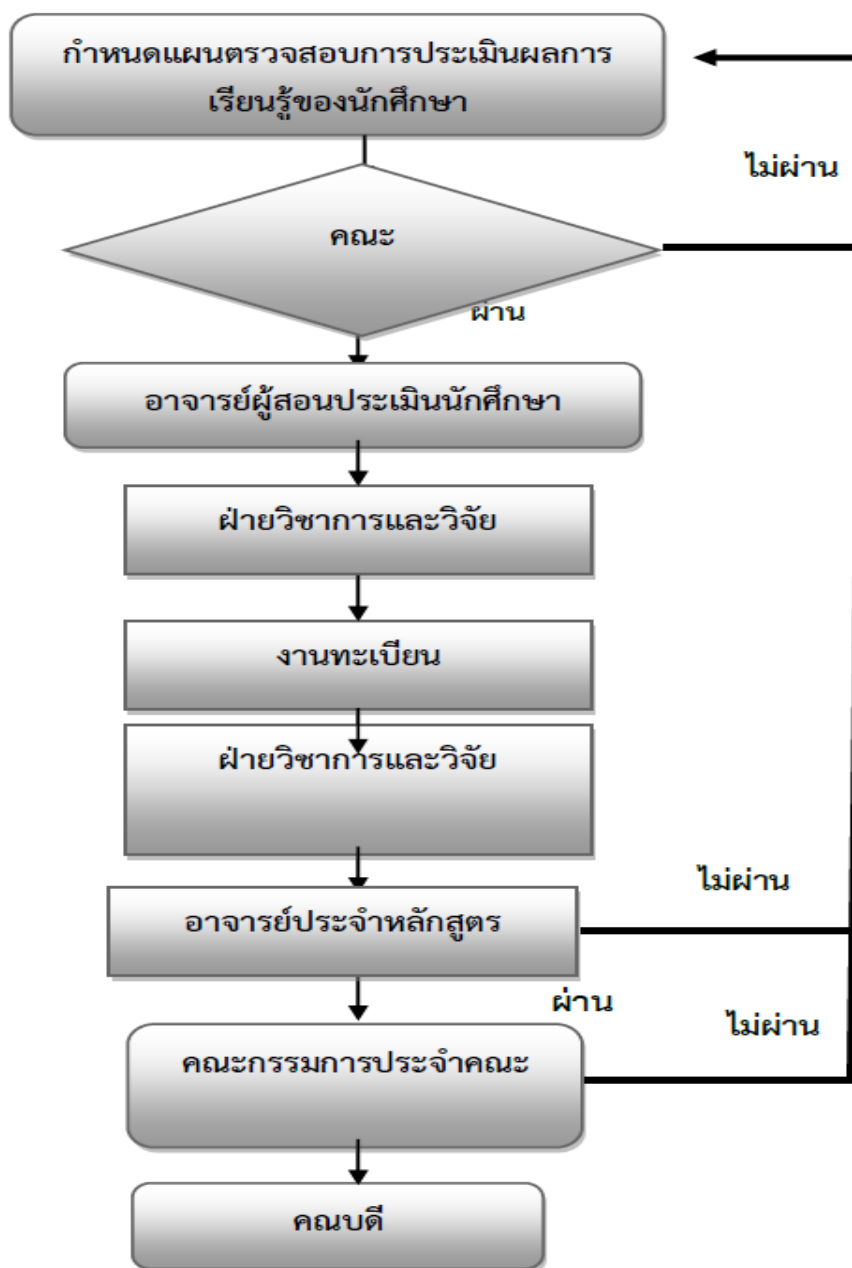 กำหนดแผนตรวจสอบการประเมินผลการ
เรียนรู้ของนักศึกษา
ไม่ผ่าน
คณะ
ผ่าน
อาจารย์ผู้สอนประเมินนักศึกษา
ฝ่ายวิชาการและวิจัย
งานทะเบียน
ฝ่ายวิชาการและวิจัย
ไม่ผ่าน
อาจารย์ประจำหลักสูตร
ผ่าน
ไม่ผ่าน
คณะกรรมการประจำคณะ
คณบดี